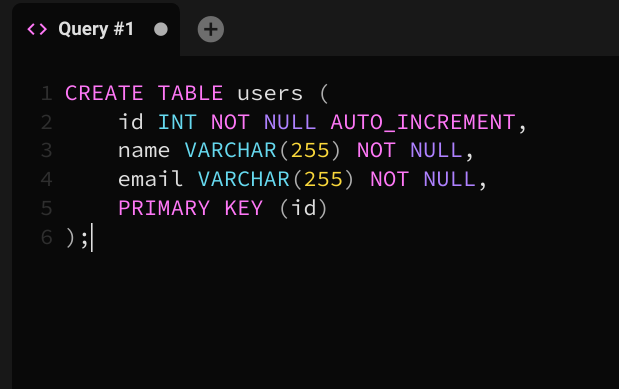 <> Query #1
1 CREATE TABLE users (
2     id INT NOT NULL AUTO_INCREMENT,
3     name VARCHAR(255) NOT NULL,
4     email VARCHAR(255) NOT NULL,
5     PRIMARY KEY (id)
6 );